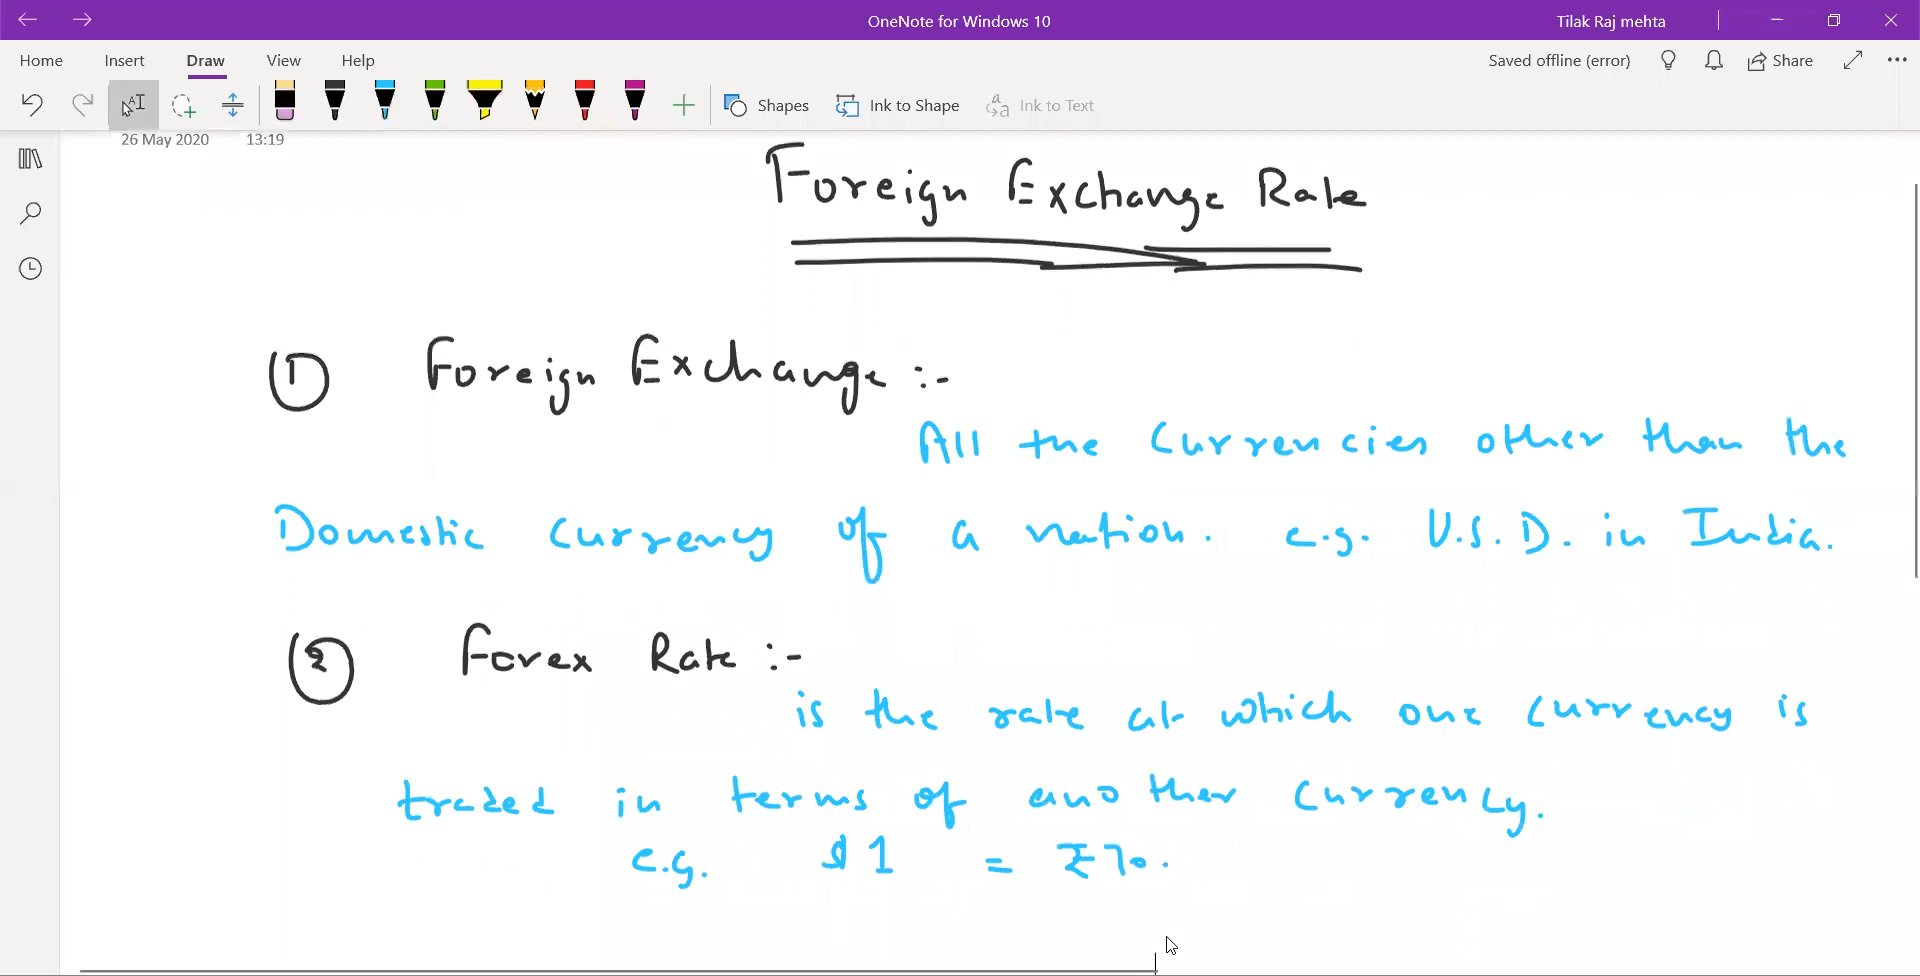 OneNote for Windows 10
Tilak Raj mehta
Home Insert Draw View Help
Saved offline (error) Share
Shapes Ink to Shape Ink to Text
26 May 2020 13:19
Foreign Exchange Rate
① Foreign Exchange :-
All the Currencies other than the
Domestic Currency of a nation. e.g. U.S.D. in India.
② Forex Rate :-
is the rate at which one currency is
traded in terms of another Currency.
e.g. $1 = ₹70.